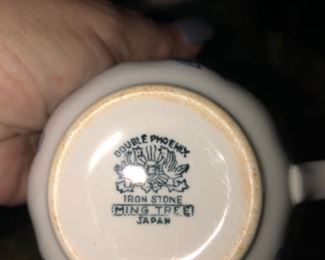 DOUBLE PHOENIX
IRON STONE
MING TREE
JAPAN